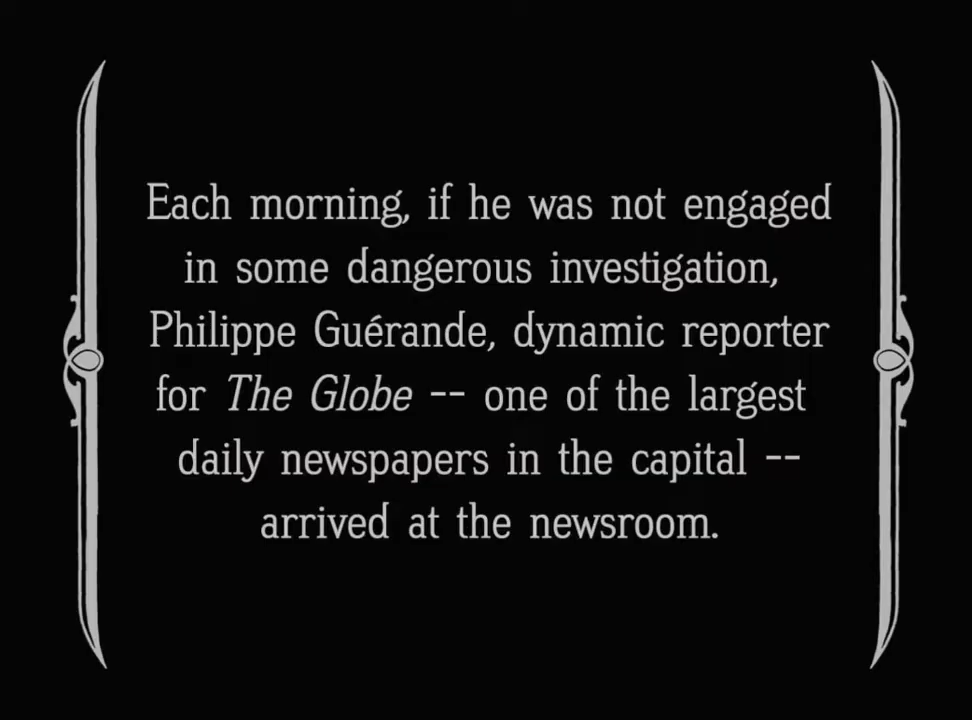 Each morning, if he was not engaged
in some dangerous investigation,
Philippe Guérande, dynamic reporter
for The Globe -- one of the largest
daily newspapers in the capital --
arrived at the newsroom.